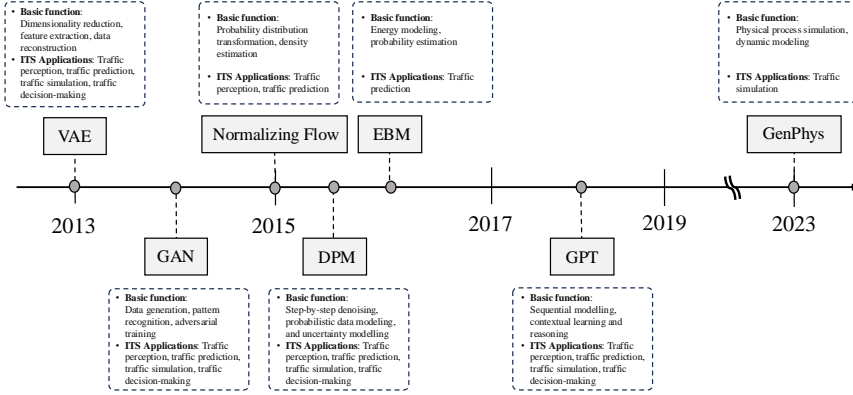 • Basic function:
Dimensionality reduction,
feature extraction, data
reconstruction
• ITS Applications: Traffic
perception, traffic prediction,
traffic simulation, traffic
decision-making
• Basic function:
Probability distribution
transformation, density
estimation
• ITS Applications: Traffic
perception, traffic prediction
• Basic function:
Energy modeling,
probability estimation
• ITS Applications: Traffic
prediction
• Basic function:
Physical process simulation,
dynamic modeling
• ITS Applications: Traffic
simulation
VAE
Normalizing Flow
EBM
GenPhys
2013
2015
2017
2019
2023
GAN
DPM
GPT
• Basic function:
Data generation, pattern
recognition, adversarial
training
• ITS Applications: Traffic
perception, traffic prediction,
traffic simulation, traffic
decision-making
• Basic function:
Step-by-step denoising,
probabilistic data modeling,
and uncertainty modelling
• ITS Applications: Traffic
perception, traffic prediction,
traffic simulation, traffic
decision-making
• Basic function:
Sequential modelling,
contextual learning and
reasoning
• ITS Applications: Traffic
perception, traffic prediction,
traffic simulation, traffic
decision-making